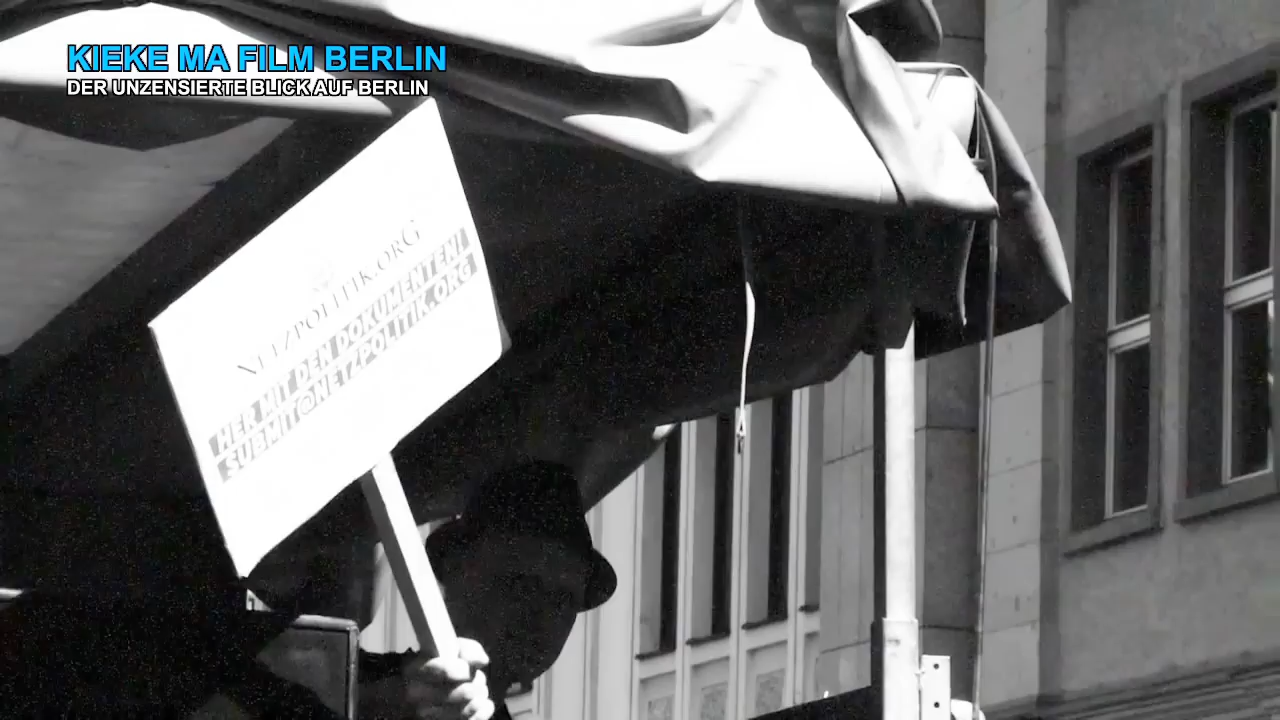 KIEKE MA FILM BERLIN
DER UNZENSIERTE BLICK AUF BERLIN
NETZPOLITIK.ORG
HER MIT DEN DOKUMENTEN!
SUBMIT@NETZPOLITIK.ORG